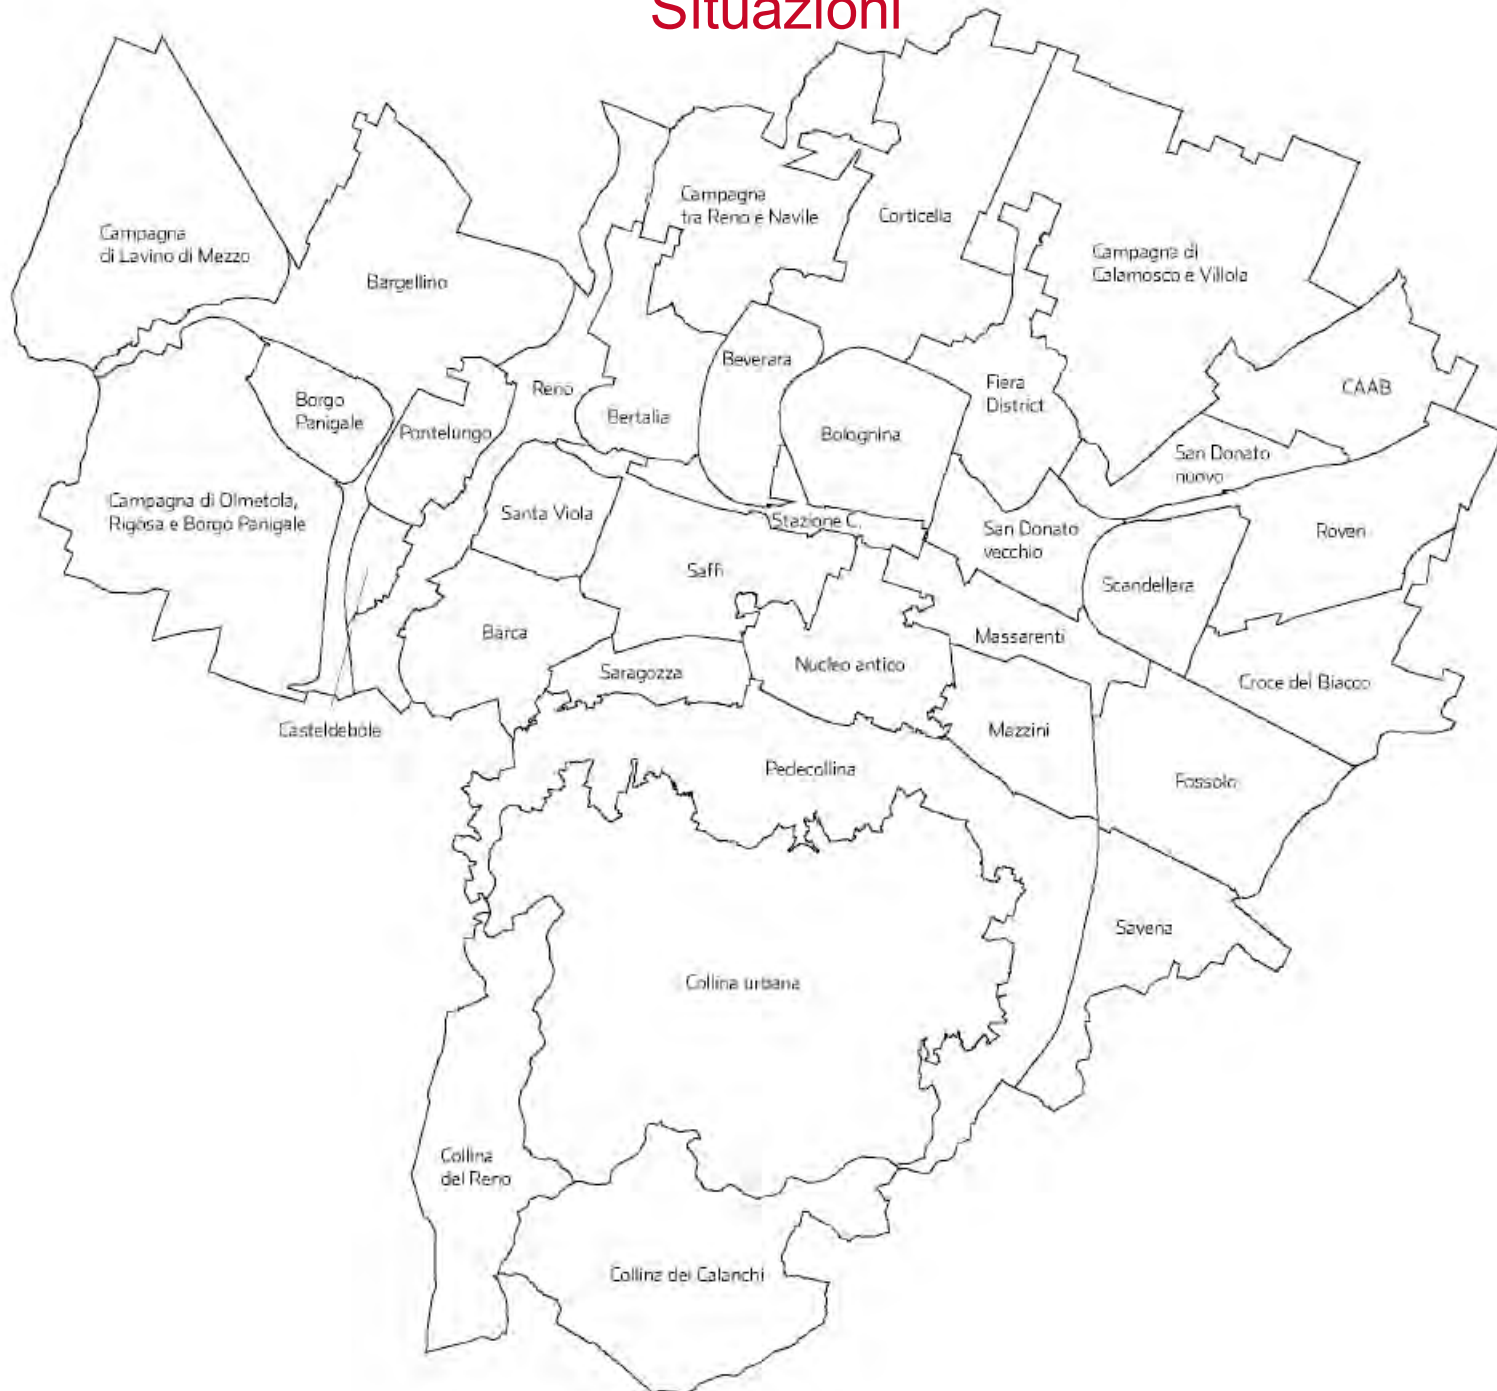 Situazioni
Campagna
di Lavino di Mezzo
Bargellino
Campagna
tra Reno e Navile
Corticella
Campagna di
Calamosco e Villola
Borgo
Panigale
Pontelungo
Reno
Bertalia
Beverara
Bolognina
Fiera
District
CAAB
San Donato
nuovo
Campagna di Olmetola,
Rigosa e Borgo Panigale
Santa Viola
Stazione C.
San Donato
vecchio
Roveri
Saffi
Scandellara
Barca
Massarenti
Saragozza
Nucleo antico
Croce del Biacco
Casteldebole
Mazzini
Pedecollina
Fossolo
Savena
Collina urbana
Collina
del Reno
Collina dei Calanchi